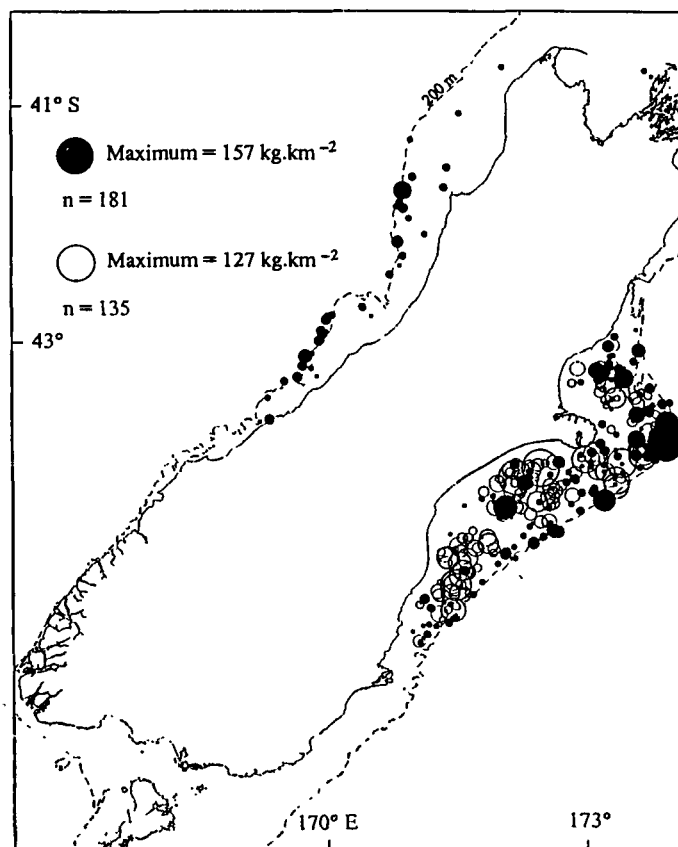 200 m
41° S
Maximum = 157 kg.km⁻²
n = 181
Maximum = 127 kg.km⁻²
n = 135
43°
170° E
173°